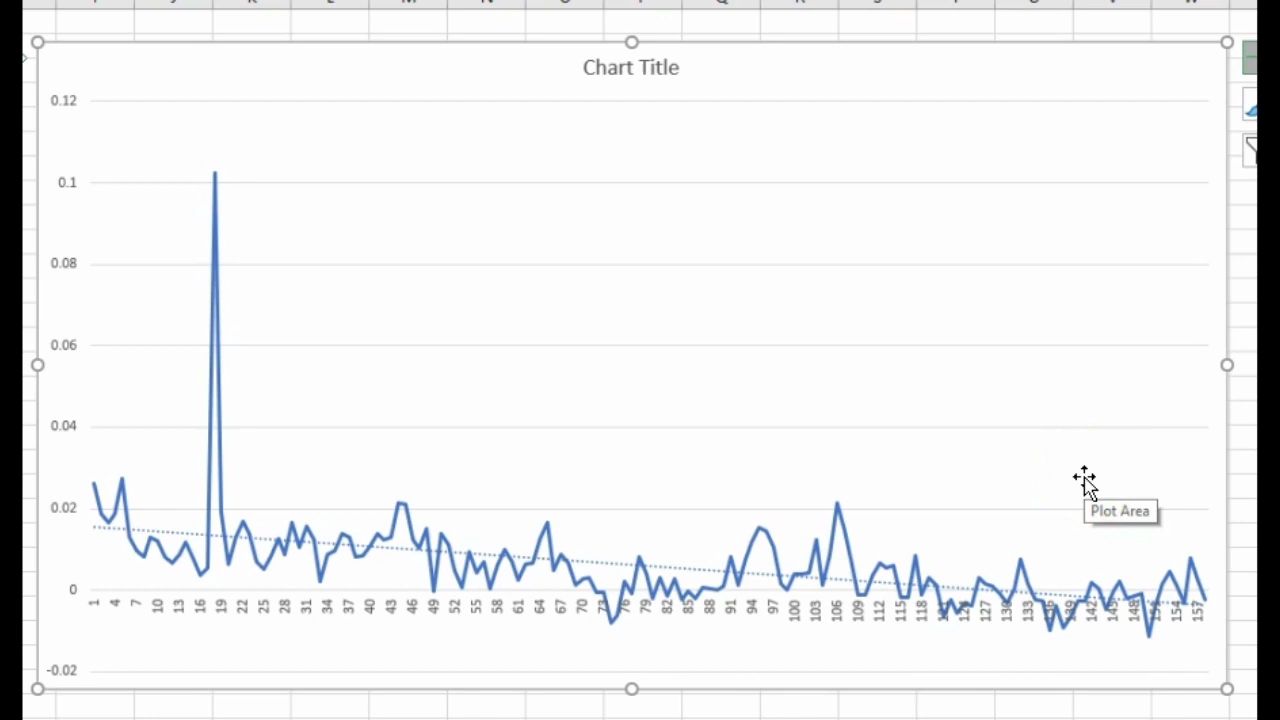 Chart Title
0.12
0.1
0.08
0.06
0.04
0.02
0
-0.02
Plot Area
1 4 7 10 13 16 19 22 25 28 31 34 37 40 43 46 49 52 55 58 61 64 67 70 73 76 79 82 85 88 91 94 97 100 103 106 109 112 115 118 127 130 133 139 142 145 148 154 157